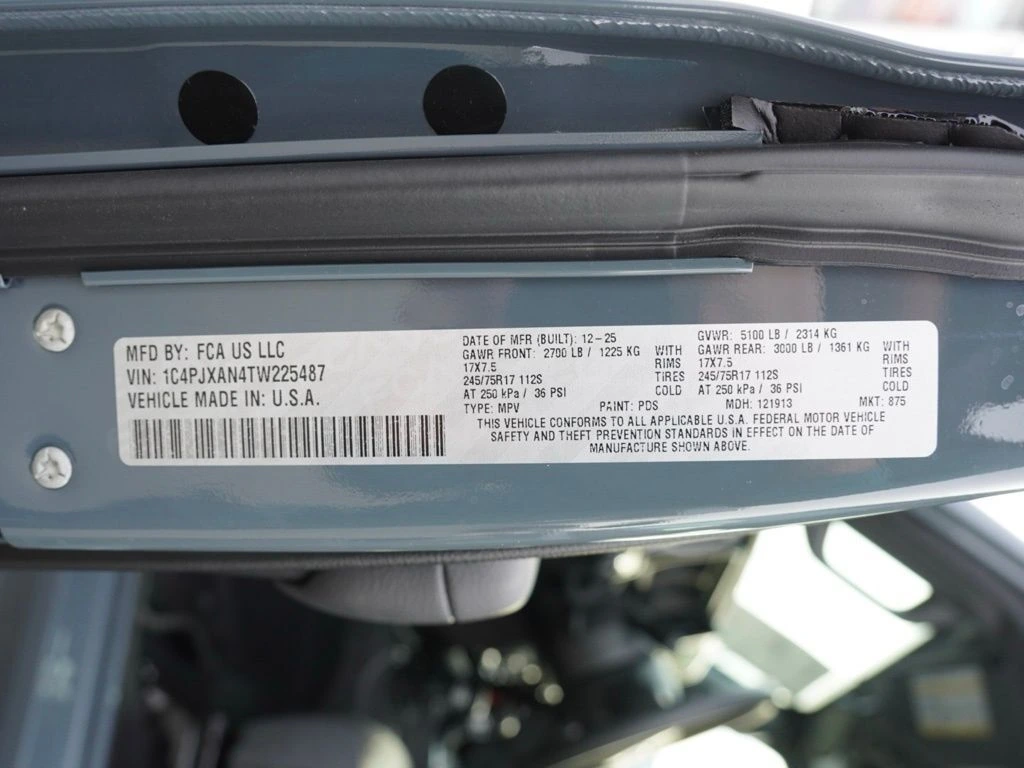 MFD BY: FCA US LLC
VIN: 1C4PJXAN4TW225487
VEHICLE MADE IN: U.S.A.
DATE OF MFR (BUILT): 12-25
GAWR FRONT: 2700 LB / 1225 KG WITH
17X7.5 RIMS
245/75R17 112S TIRES
AT 250 kPa / 36 PSI COLD
GVWR: 5100 LB / 2314 KG
GAWR REAR: 3000 LB / 1361 KG WITH
17X7.5 RIMS
245/75R17 112S TIRES
AT 250 kPa / 36 PSI COLD
TYPE: MPV PAINT: PDS MDH: 121913 MKT: 875
THIS VEHICLE CONFORMS TO ALL APPLICABLE U.S.A. FEDERAL MOTOR VEHICLE
SAFETY AND THEFT PREVENTION STANDARDS IN EFFECT ON THE DATE OF
MANUFACTURE SHOWN ABOVE.